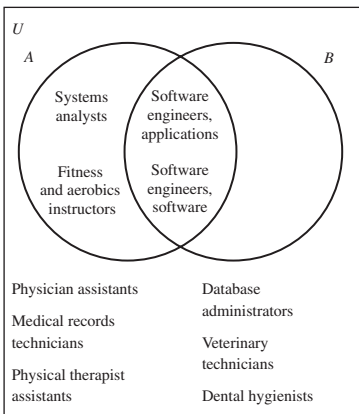 U
A
B
Systems
analysts
Software
engineers,
applications
Fitness
and aerobics
instructors
Software
engineers,
software
Physician assistants
Medical records
technicians
Physical therapist
assistants
Database
administrators
Veterinary
technicians
Dental hygienists